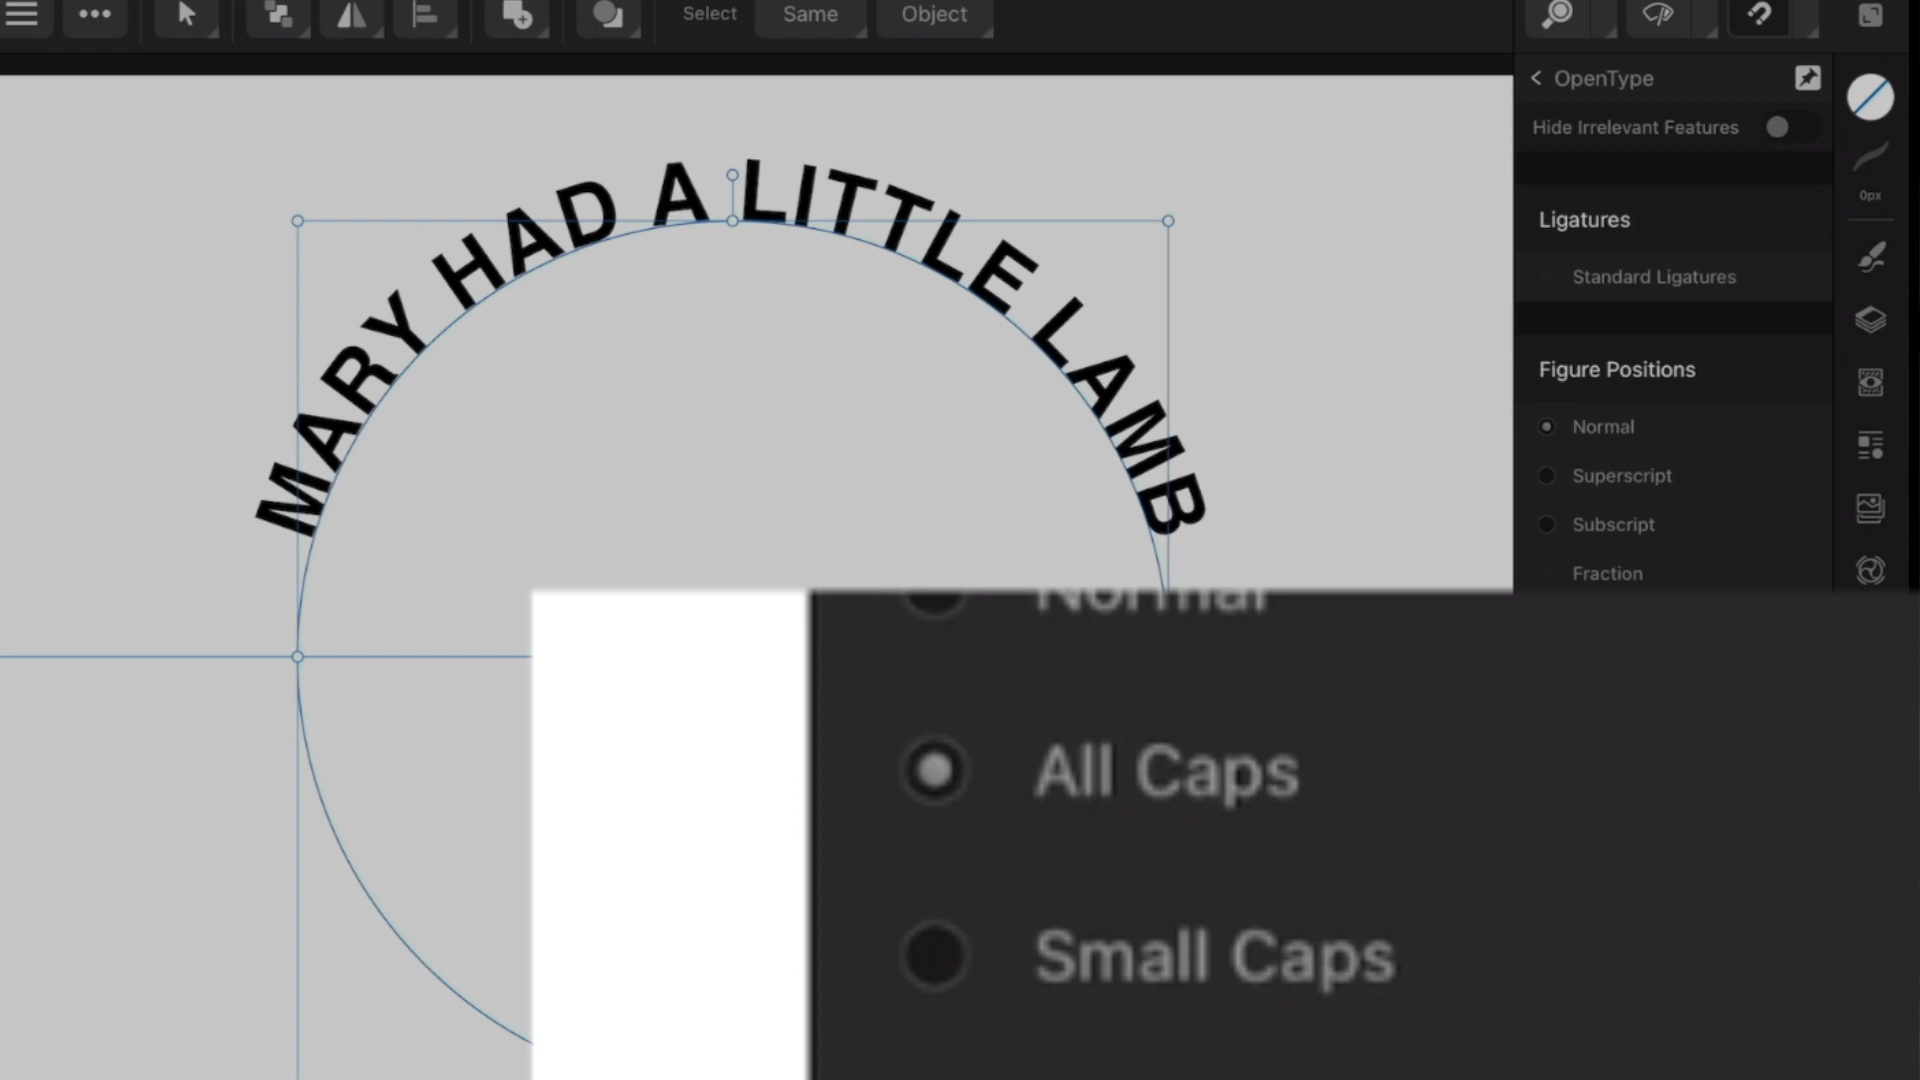 Select Same Object
OpenType
Hide Irrelevant Features
0px
Ligatures
Standard Ligatures
Figure Positions
Normal
Superscript
Subscript
Fraction
MARY HAD A LITTLE LAMB
Normal
All Caps
Small Caps